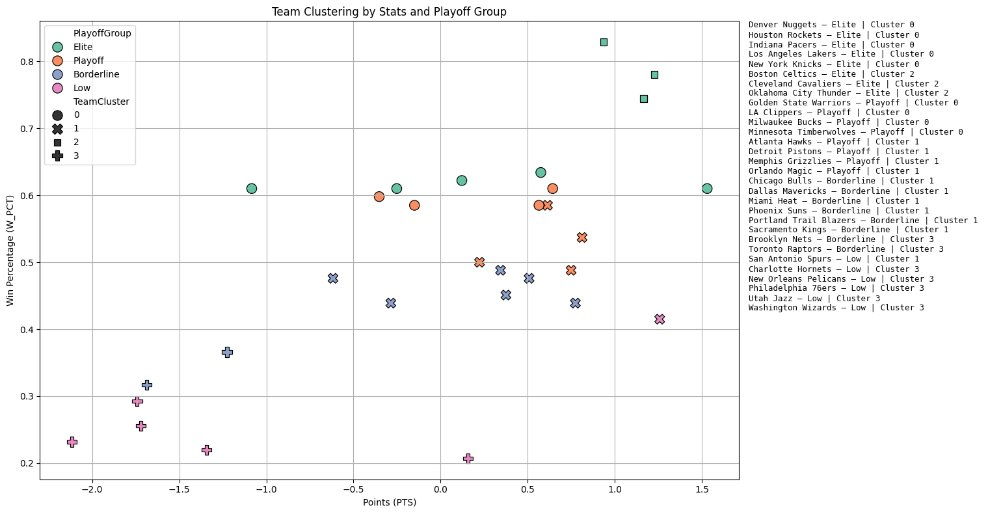 Team Clustering by Stats and Playoff Group
PlayoffGroup
Elite
Playoff
Borderline
Low
TeamCluster
0
1
2
3
Win Percentage (W_PCT)
0.8
0.7
0.6
0.5
0.4
0.3
0.2
−2.0
−1.5
−1.0
−0.5
0.0
0.5
1.0
1.5
Points (PTS)
Denver Nuggets — Elite | Cluster 0
Houston Rockets — Elite | Cluster 0
Indiana Pacers — Elite | Cluster 0
Los Angeles Lakers — Elite | Cluster 0
New York Knicks — Elite | Cluster 0
Boston Celtics — Elite | Cluster 2
Cleveland Cavaliers — Elite | Cluster 2
Oklahoma City Thunder — Elite | Cluster 2
Golden State Warriors — Playoff | Cluster 0
LA Clippers — Playoff | Cluster 0
Milwaukee Bucks — Playoff | Cluster 0
Minnesota Timberwolves — Playoff | Cluster 0
Atlanta Hawks — Playoff | Cluster 1
Detroit Pistons — Playoff | Cluster 1
Memphis Grizzlies — Playoff | Cluster 1
Orlando Magic — Playoff | Cluster 1
Chicago Bulls — Borderline | Cluster 1
Dallas Mavericks — Borderline | Cluster 1
Miami Heat — Borderline | Cluster 1
Phoenix Suns — Borderline | Cluster 1
Portland Trail Blazers — Borderline | Cluster 1
Sacramento Kings — Borderline | Cluster 1
Brooklyn Nets — Borderline | Cluster 3
Toronto Raptors — Borderline | Cluster 3
San Antonio Spurs — Low | Cluster 1
Charlotte Hornets — Low | Cluster 3
New Orleans Pelicans — Low | Cluster 3
Philadelphia 76ers — Low | Cluster 3
Utah Jazz — Low | Cluster 3
Washington Wizards — Low | Cluster 3